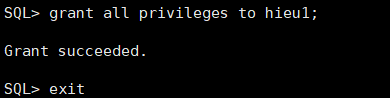 SQL> grant all privileges to hieu1;
Grant succeeded.
SQL> exit